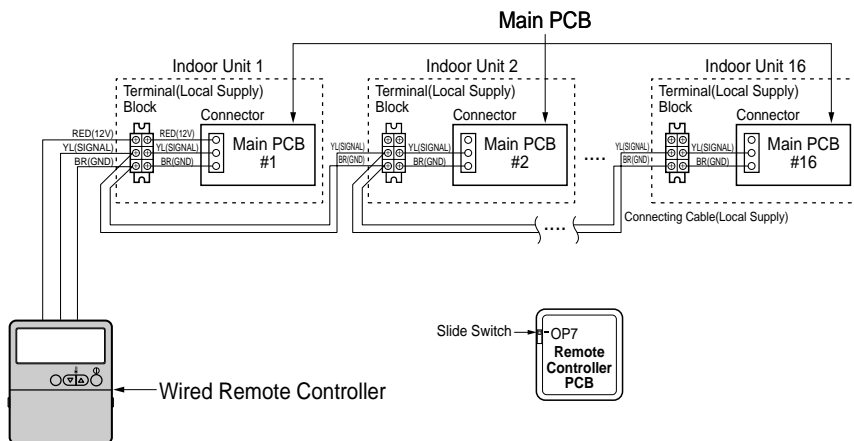 Main PCB
Indoor Unit 1
Indoor Unit 2
Indoor Unit 16
Terminal(Local Supply)
Block
Connector
RED(12V)
YL(SIGNAL)
BR(GND)
RED(12V)
YL(SIGNAL)
BR(GND)
Main PCB
#1
Terminal(Local Supply)
Block
Connector
YL(SIGNAL)
BR(GND)
YL(SIGNAL)
BR(GND)
Main PCB
#2
....
Terminal(Local Supply)
Block
Connector
YL(SIGNAL)
BR(GND)
YL(SIGNAL)
BR(GND)
Main PCB
#16
....
Connecting Cable(Local Supply)
Slide Switch
OP7
Remote
Controller
PCB
Wired Remote Controller